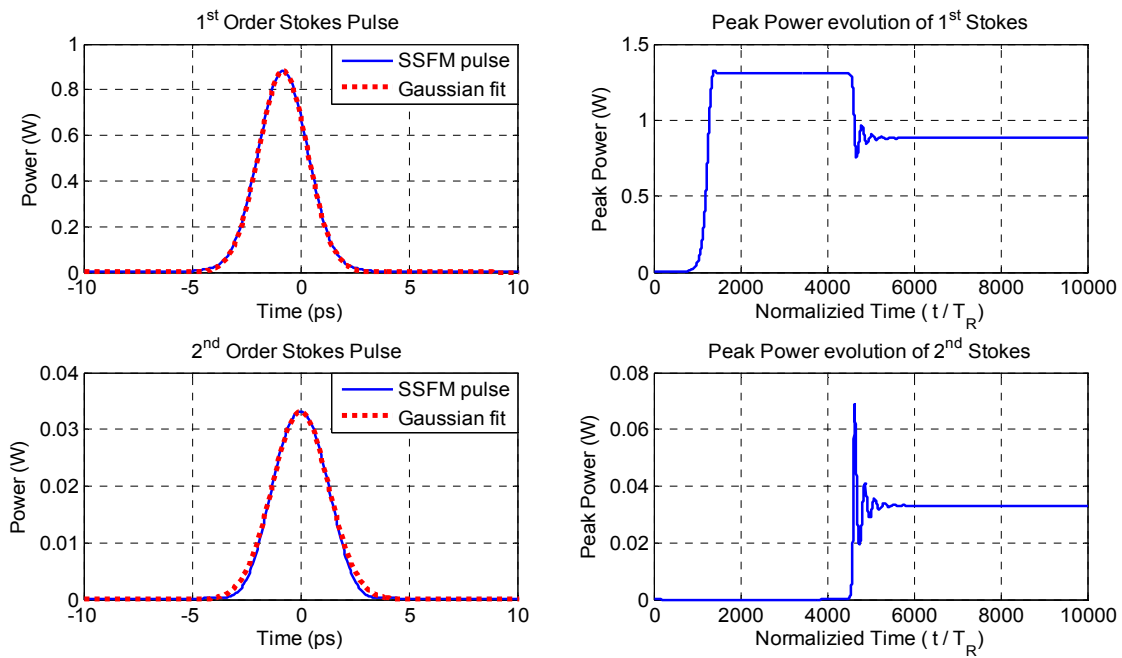 1st Order Stokes Pulse
1
0.8
0.6
0.4
0.2
0
Power (W)
SSFM pulse
Gaussian fit
-10
-5
0
5
10
Time (ps)
Peak Power evolution of 1st Stokes
1.5
1
0.5
0
Peak Power (W)
0
2000
4000
6000
8000
10000
Normalizied Time ( t / TR)
2nd Order Stokes Pulse
0.04
0.03
0.02
0.01
0
Power (W)
SSFM pulse
Gaussian fit
-10
-5
0
5
10
Time (ps)
Peak Power evolution of 2nd Stokes
0.08
0.06
0.04
0.02
0
Peak Power (W)
0
2000
4000
6000
8000
10000
Normalizied Time ( t / TR)